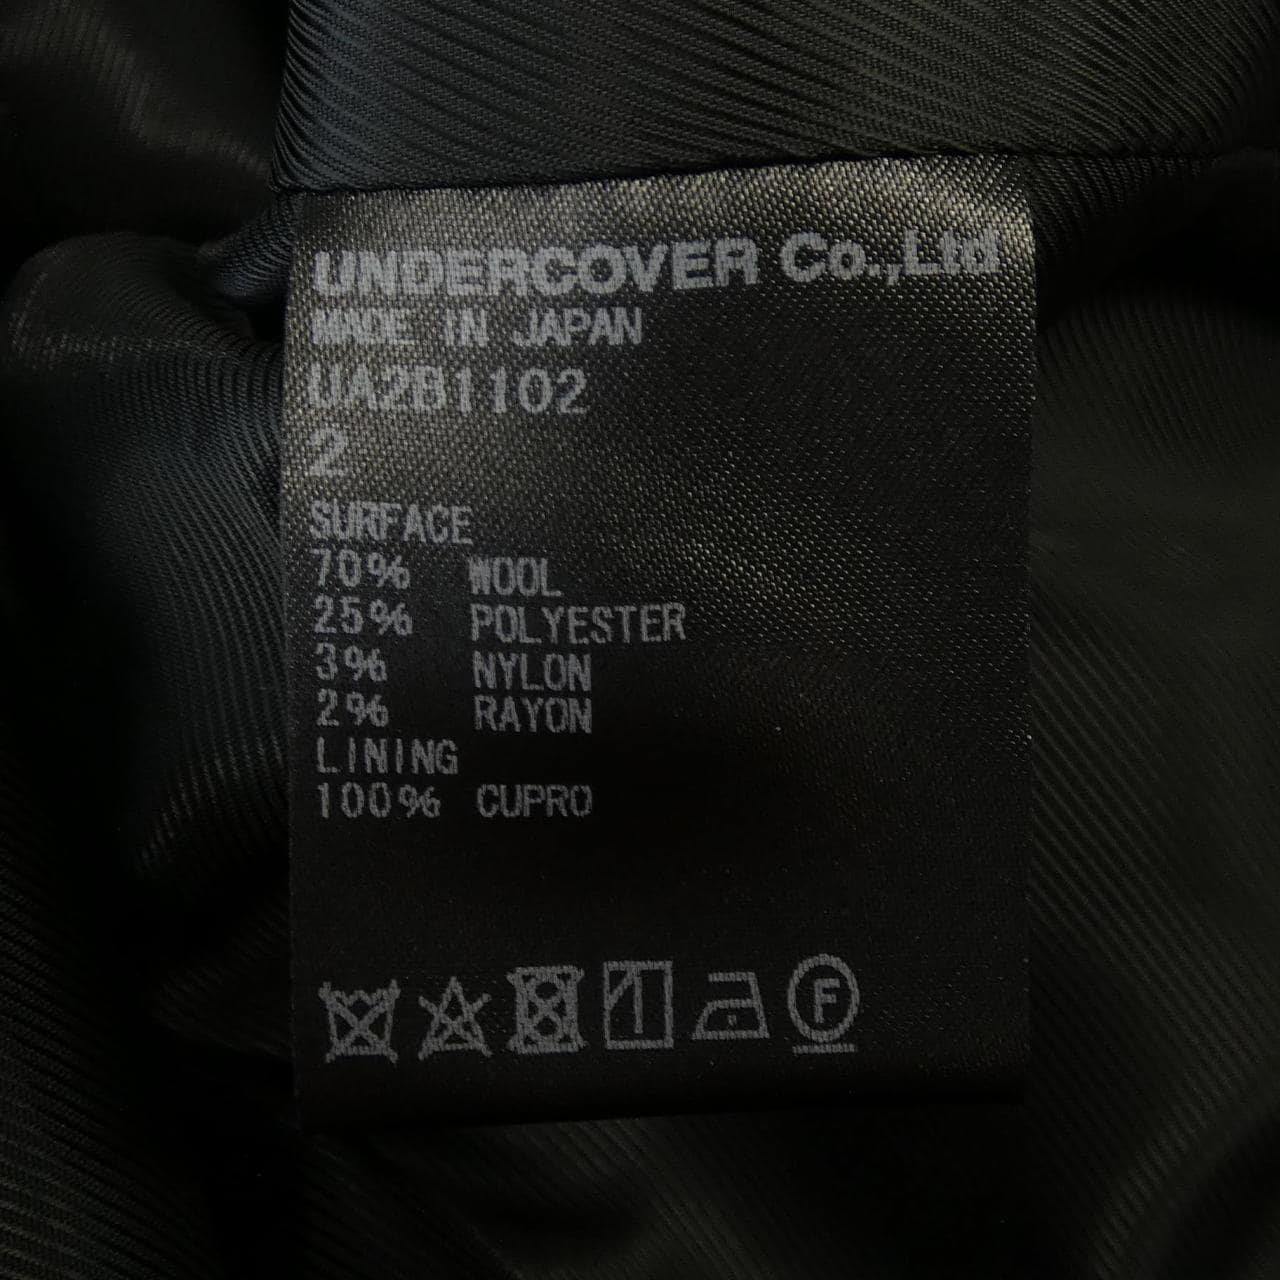 UNDERCOVER Co.,Ltd
MADE IN JAPAN
UA2B1102
2
SURFACE
70% WOOL
25% POLYESTER
3% NYLON
2% RAYON
LINING
100% CUPRO
F